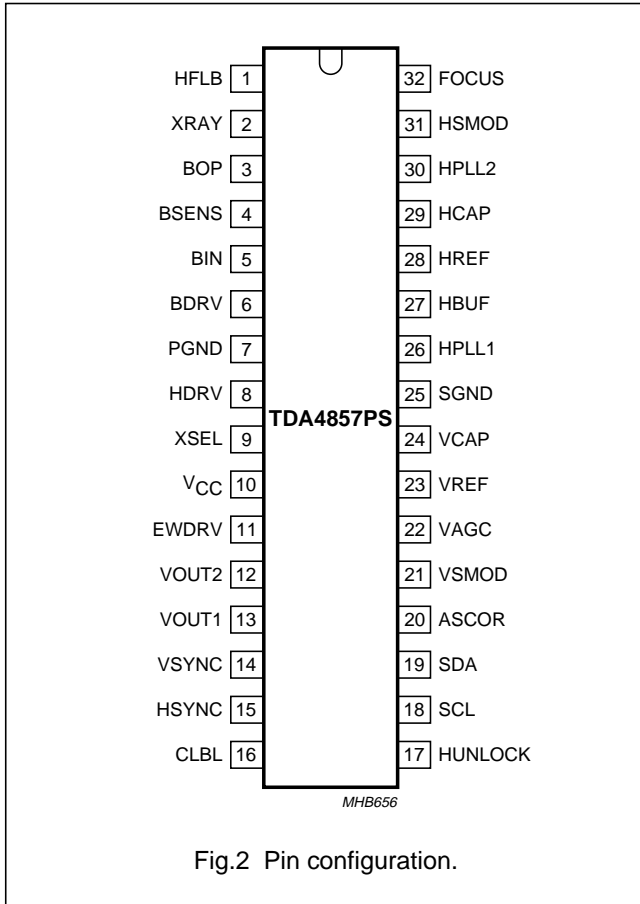 HFLB 1 32 FOCUS
XRAY 2 31 HSMOD
BOP 3 30 HPLL2
BSENS 4 29 HCAP
BIN 5 28 HREF
BDRV 6 27 HBUF
PGND 7 26 HPLL1
HDRV 8 25 SGND
TDA4857PS
XSEL 9 24 VCAP
VCC 10 23 VREF
EWDRV 11 22 VAGC
VOUT2 12 21 VSMOD
VOUT1 13 20 ASCOR
VSYNC 14 19 SDA
HSYNC 15 18 SCL
CLBL 16 17 HUNLOCK
MHB656
Fig.2 Pin configuration.